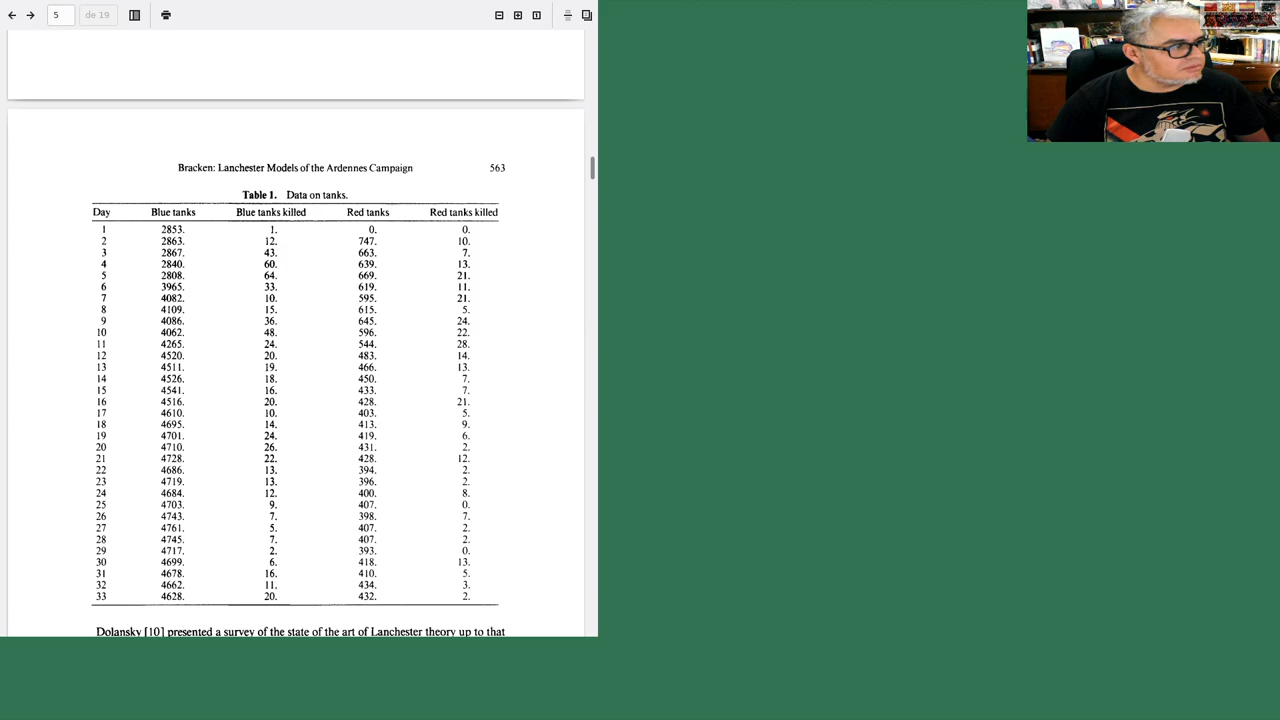 5 de 19
Bracken: Lanchester Models of the Ardennes Campaign 563
Table 1. Data on tanks.
Day Blue tanks Blue tanks killed Red tanks Red tanks killed
1 2853. 1. 0. 0.
2 2863. 12. 747. 10.
3 2867. 43. 663. 7.
4 2840. 60. 639. 13.
5 2808. 64. 669. 21.
6 3965. 33. 619. 11.
7 4082. 10. 595. 21.
8 4109. 15. 615. 5.
9 4086. 36. 645. 24.
10 4062. 48. 596. 22.
11 4265. 24. 544. 28.
12 4520. 20. 483. 14.
13 4511. 19. 466. 13.
14 4526. 18. 450. 7.
15 4541. 16. 433. 7.
16 4516. 20. 428. 21.
17 4610. 10. 403. 5.
18 4695. 14. 413. 9.
19 4701. 24. 419. 6.
20 4710. 26. 431. 2.
21 4728. 22. 428. 12.
22 4686. 13. 394. 2.
23 4719. 13. 396. 2.
24 4684. 12. 400. 8.
25 4703. 9. 407. 0.
26 4743. 7. 398. 7.
27 4761. 5. 407. 2.
28 4745. 7. 407. 2.
29 4717. 2. 393. 0.
30 4699. 6. 418. 13.
31 4678. 16. 410. 5.
32 4662. 11. 434. 3.
33 4628. 20. 432. 2.
Dolansky [10] presented a survey of the state of the art of Lanchester theory up to that